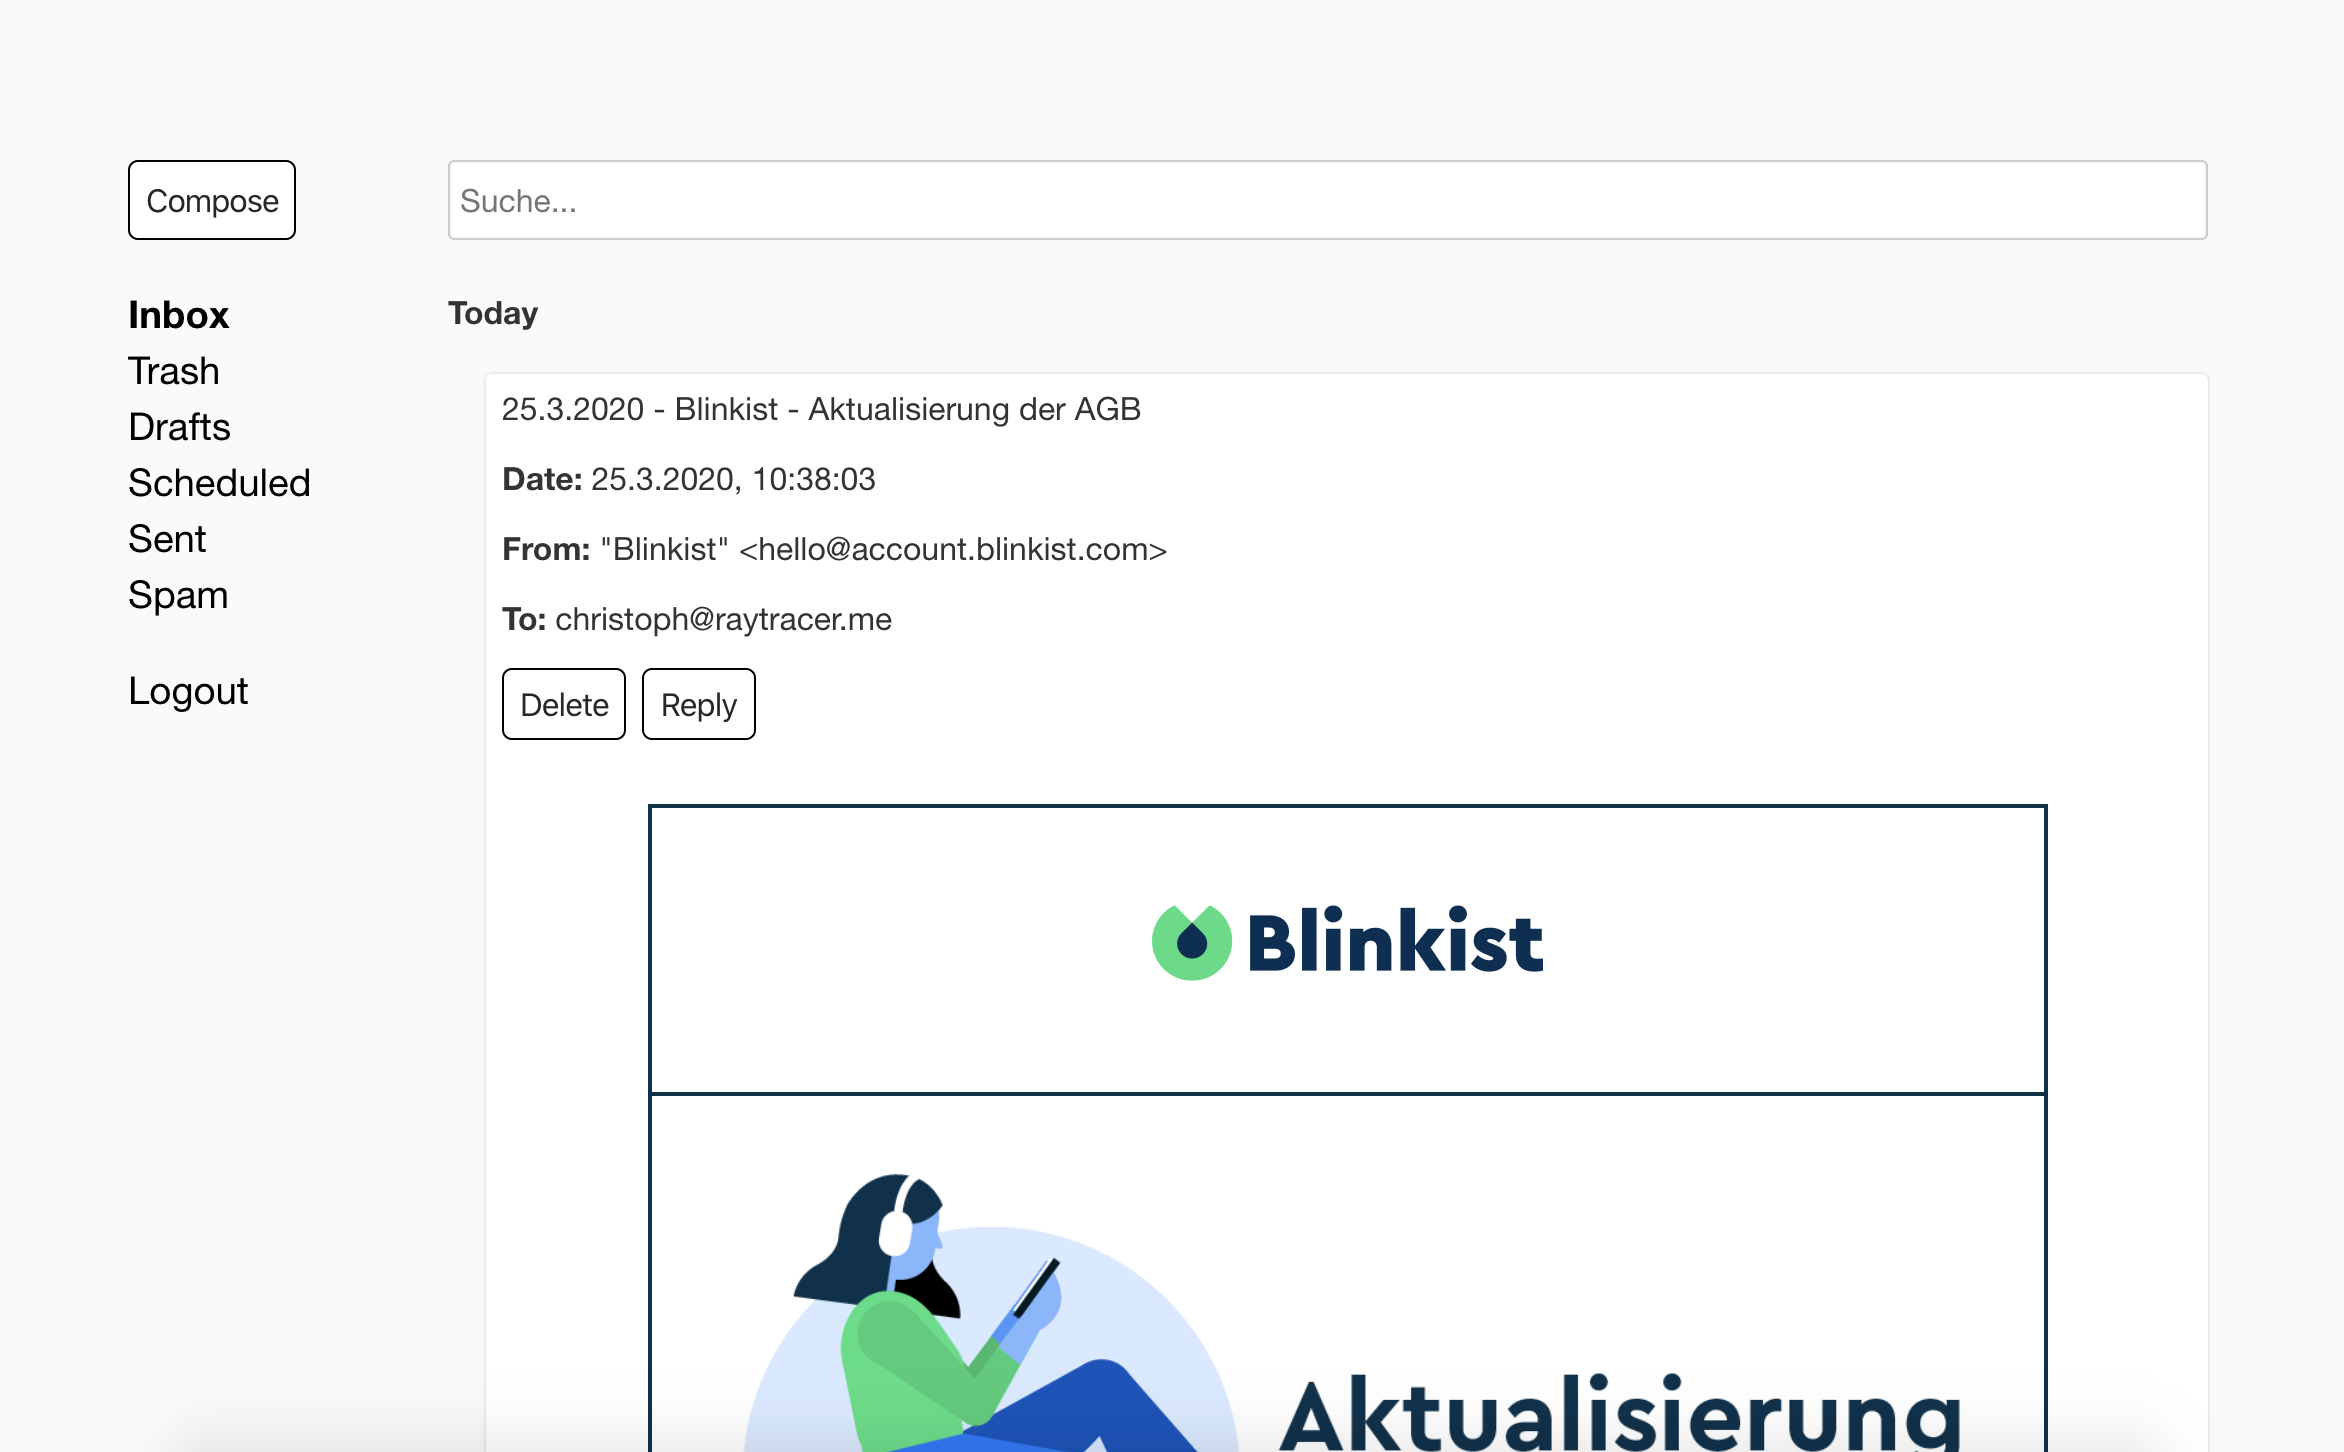 Compose
Suche...
Inbox
Trash
Drafts
Scheduled
Sent
Spam
Logout
Today
25.3.2020 - Blinkist - Aktualisierung der AGB
Date: 25.3.2020, 10:38:03
From: "Blinkist" <hello@account.blinkist.com>
To: christoph@raytracer.me
Delete Reply
Blinkist
Aktualisierung